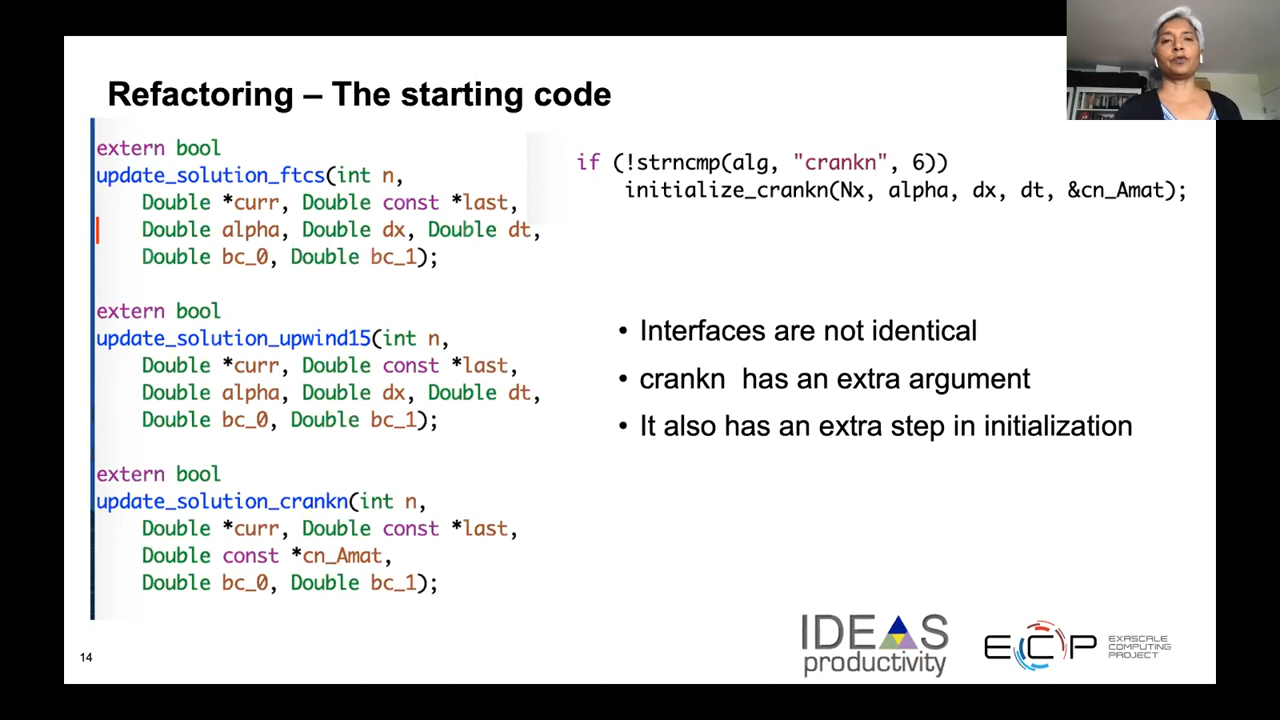 Refactoring – The starting code
extern bool
update_solution_ftcs(int n,
Double *curr, Double const *last,
Double alpha, Double dx, Double dt,
Double bc_0, Double bc_1);
extern bool
update_solution_upwind15(int n,
Double *curr, Double const *last,
Double alpha, Double dx, Double dt,
Double bc_0, Double bc_1);
extern bool
update_solution_crankn(int n,
Double *curr, Double const *last,
Double const *cn_Amat,
Double bc_0, Double bc_1);
if (!strncmp(alg, "crankn", 6))
initialize_crankn(Nx, alpha, dx, dt, &cn_Amat);
• Interfaces are not identical
• crankn has an extra argument
• It also has an extra step in initialization
14
IDEAS
productivity
ECP
EXASCALE
COMPUTING
PROJECT